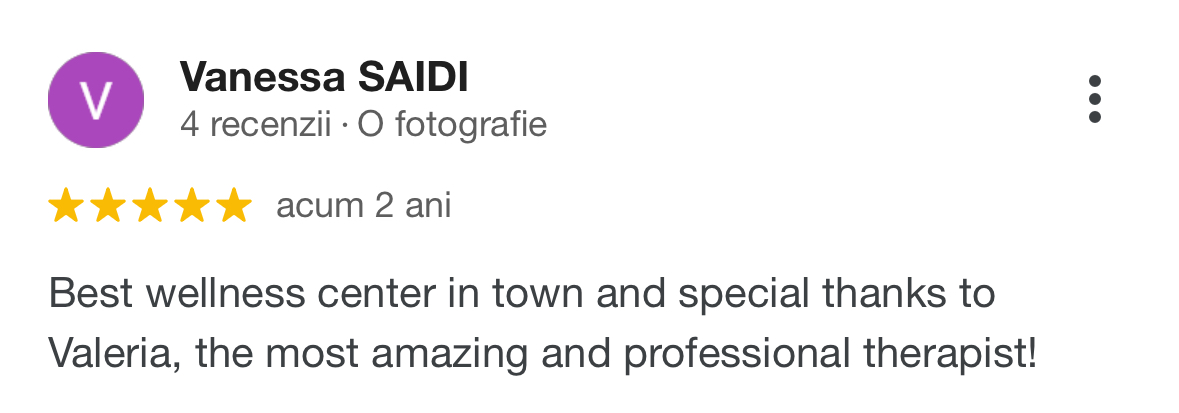 V
Vanessa SAIDI
4 recenzii · O fotografie
acum 2 ani
Best wellness center in town and special thanks to
Valeria, the most amazing and professional therapist!